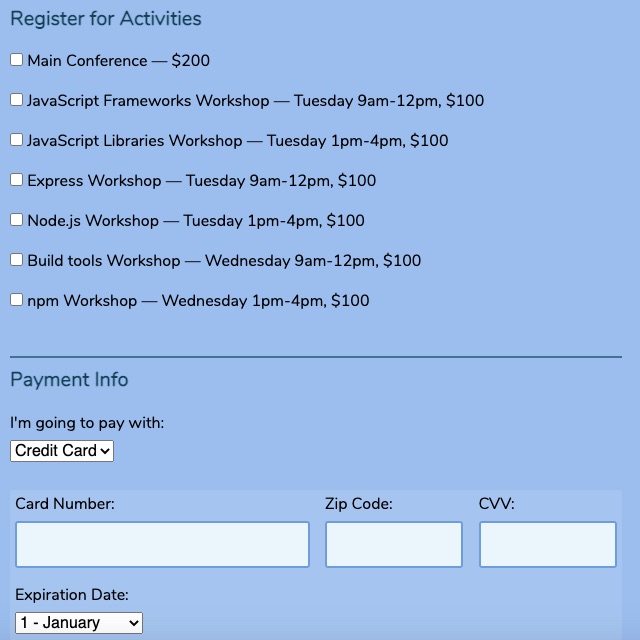 Register for Activities
Main Conference — $200
JavaScript Frameworks Workshop — Tuesday 9am-12pm, $100
JavaScript Libraries Workshop — Tuesday 1pm-4pm, $100
Express Workshop — Tuesday 9am-12pm, $100
Node.js Workshop — Tuesday 1pm-4pm, $100
Build tools Workshop — Wednesday 9am-12pm, $100
npm Workshop — Wednesday 1pm-4pm, $100
Payment Info
I'm going to pay with:
Credit Card
Card Number: Zip Code: CVV:
Expiration Date:
1 - January